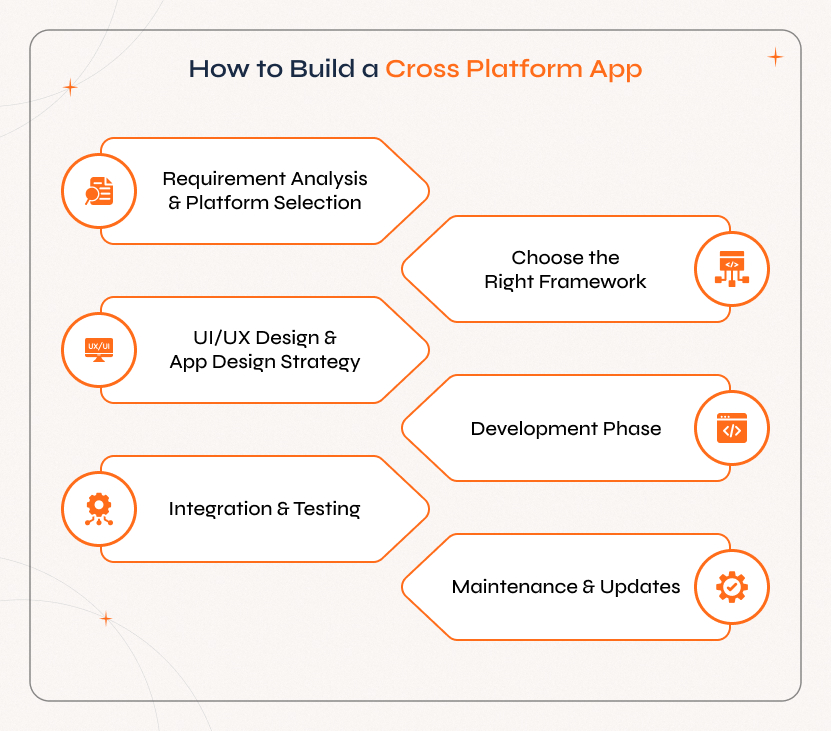 How to Build a Cross Platform App
Requirement Analysis
& Platform Selection
Choose the
Right Framework
</>
UX/UI
UI/UX Design &
App Design Strategy
Development Phase
</>
Integration & Testing
Maintenance & Updates